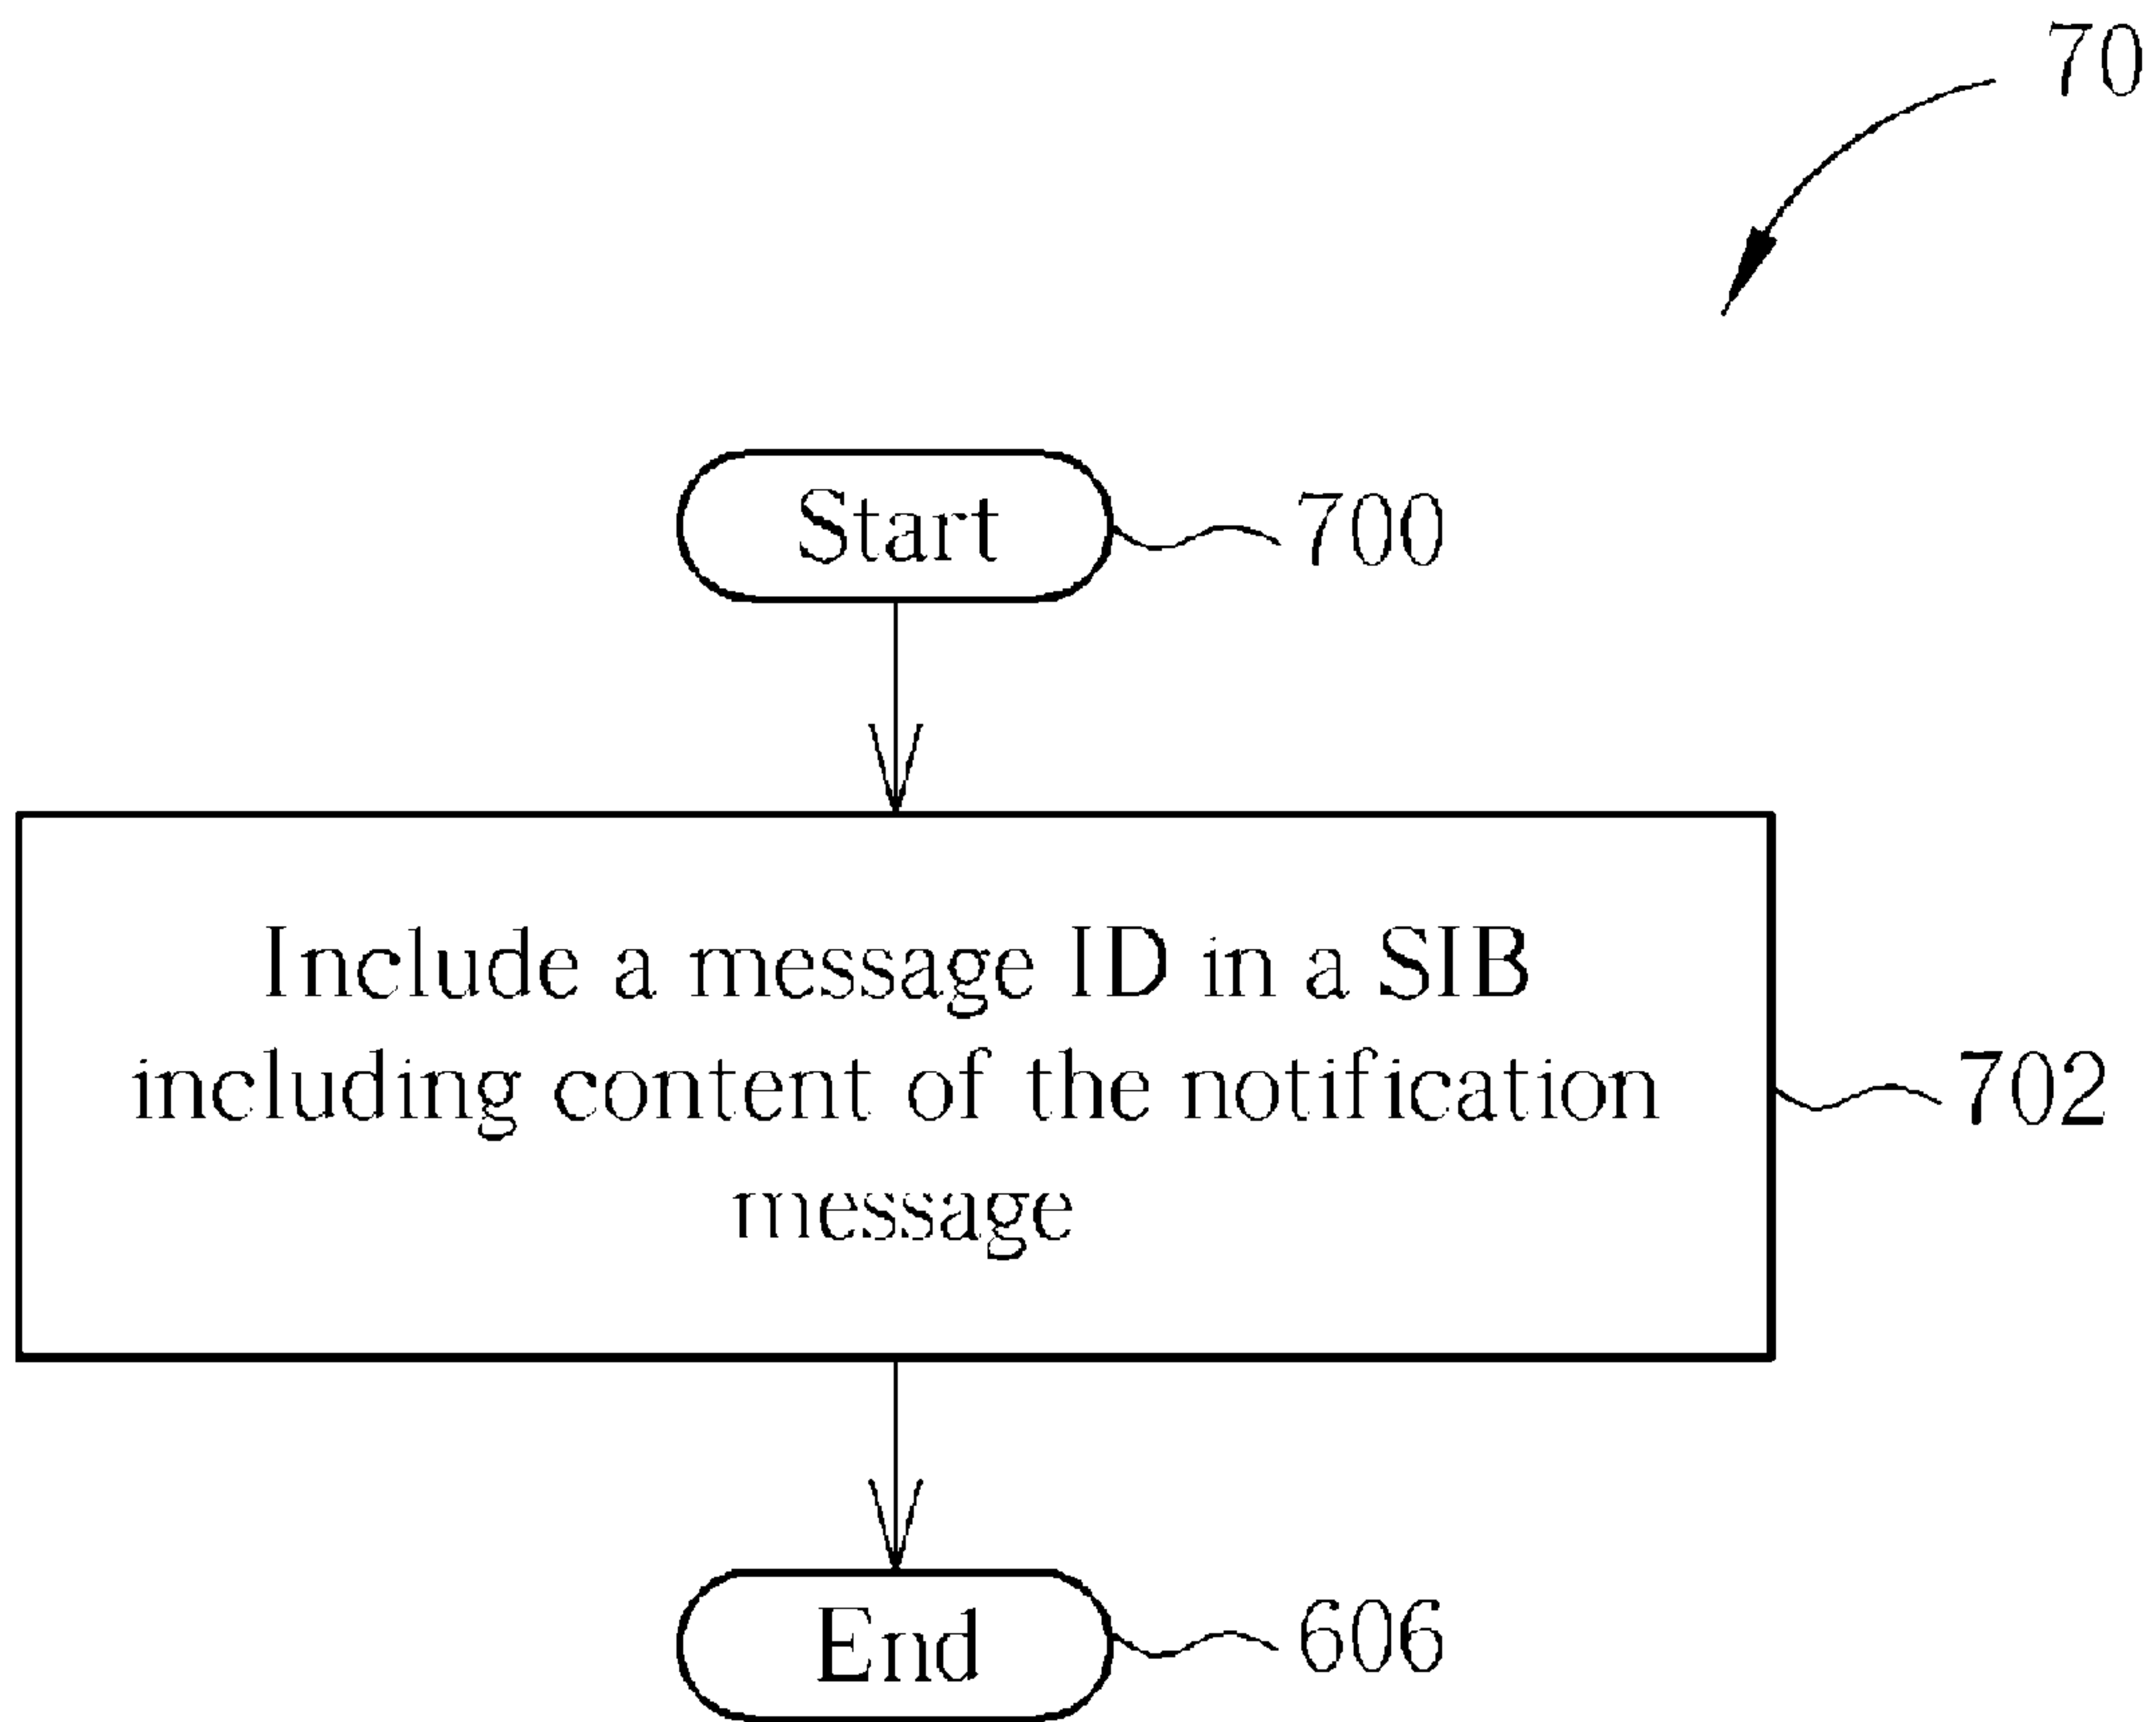 70
Start
700
Include a message ID in a SIB
including content of the notification
message
702
End
606